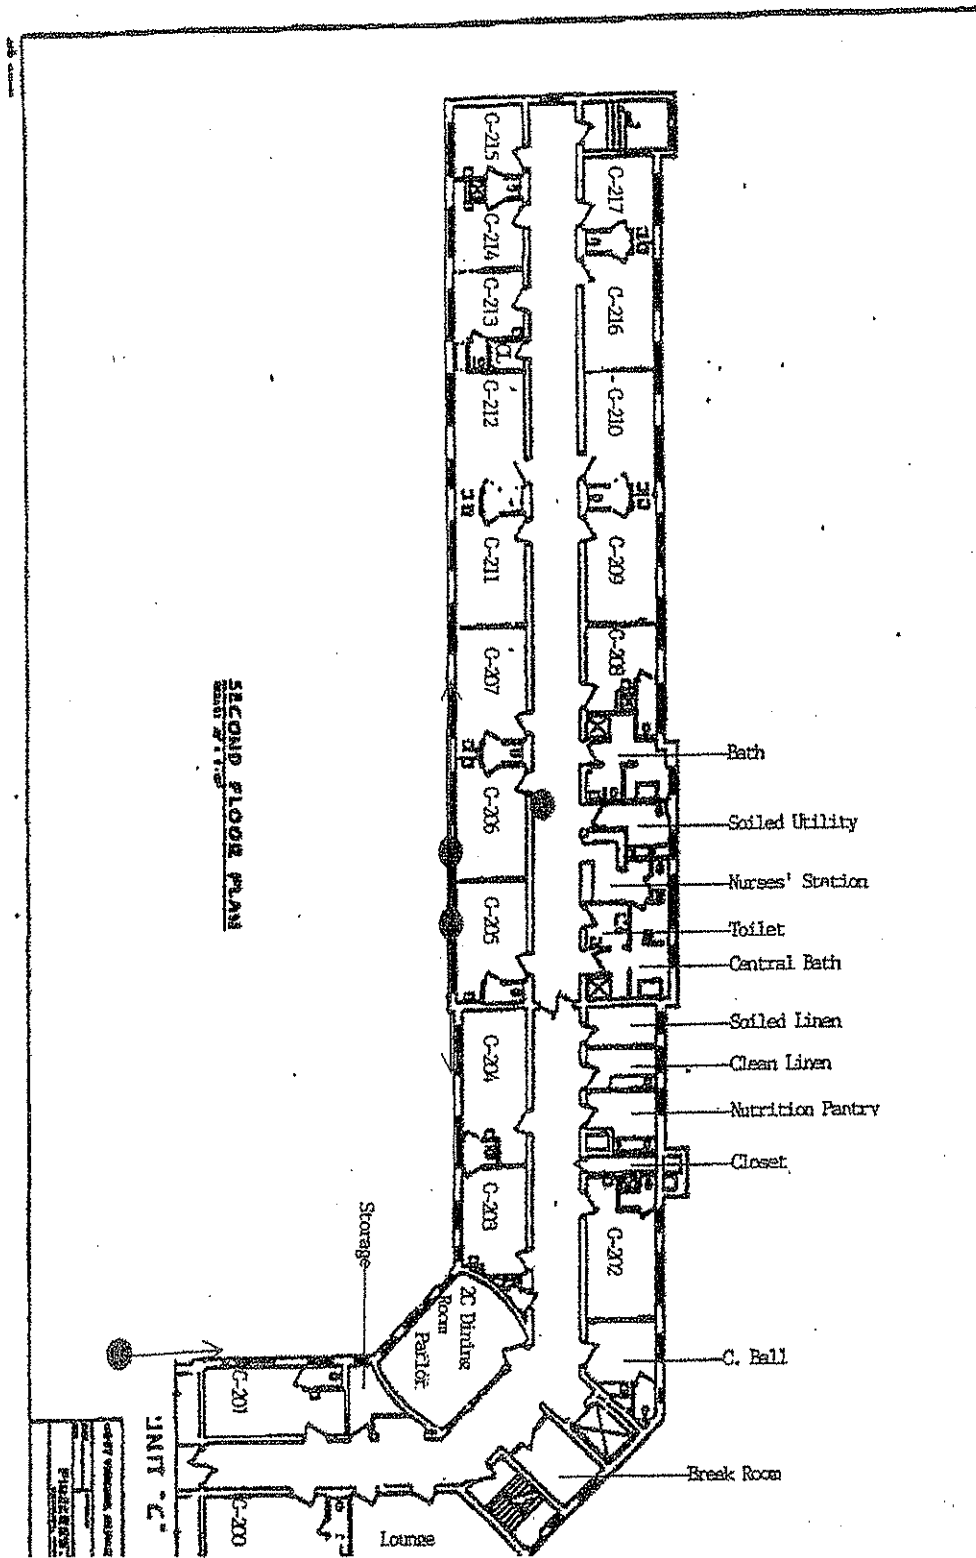 C-215
C-217
C-214
C-213
C-216
CL
C-212
C-210
C-211
C-209
C-207
C-208
Bath
C-206
Soiled Utility
Nurses' Station
C-205
Toilet
Central Bath
Soiled Linen
C-204
Clean Linen
Nutrition Pantry
Closet
C-203
C-202
Storage
2C Dining
Room
Parlor
C. Ball
C-201
Break Room
C-200
Lounge
SECOND FLOOR PLAN
UNIT "C"